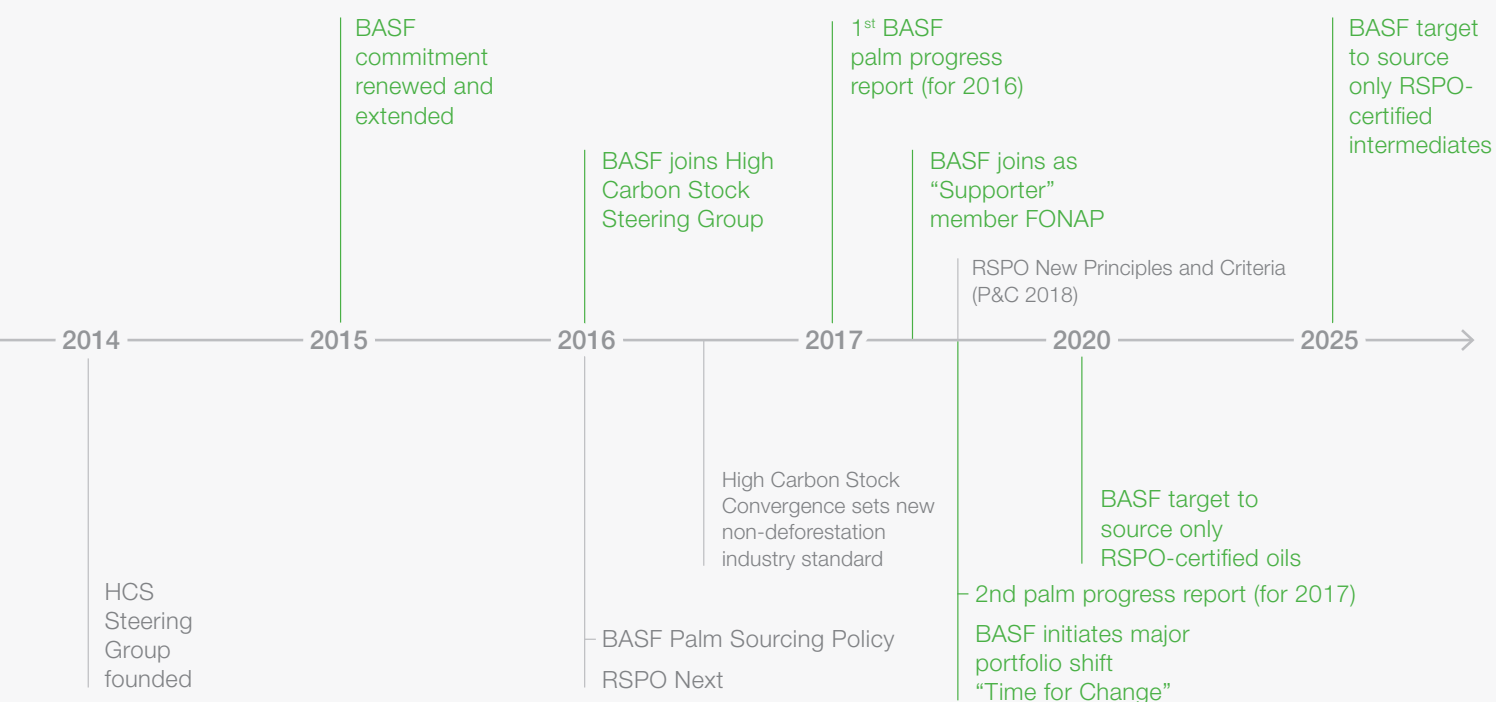 BASF
commitment
renewed and
extended
1st BASF
palm progress
report (for 2016)
BASF target
to source
only RSPO-
certified
intermediates
BASF joins High
Carbon Stock
Steering Group
BASF joins as
“Supporter”
member FONAP
RSPO New Principles and Criteria
(P&C 2018)
2014
2015
2016
2017
2020
2025
High Carbon Stock
Convergence sets new
non-deforestation
industry standard
BASF target to
source only
RSPO-certified oils
HCS
Steering
Group
founded
BASF Palm Sourcing Policy
RSPO Next
2nd palm progress report (for 2017)
BASF initiates major
portfolio shift
“Time for Change”